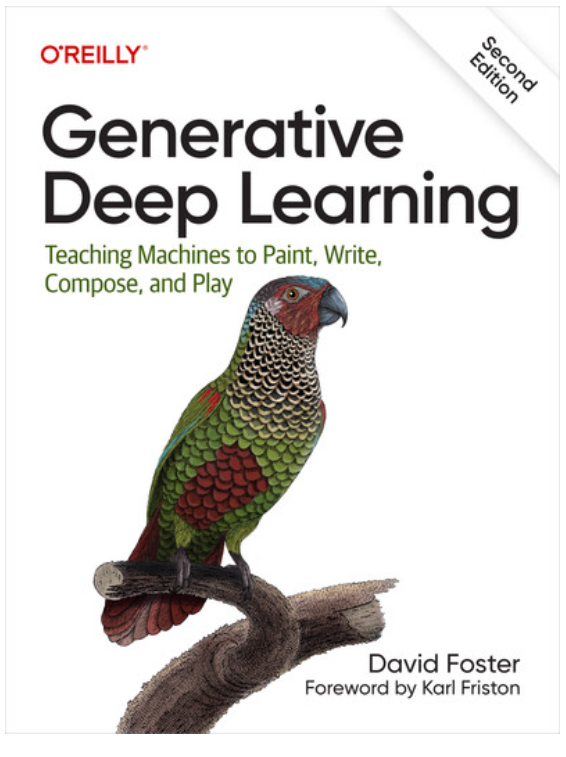 O'REILLY®
Second
Edition
Generative
Deep Learning
Teaching Machines to Paint, Write,
Compose, and Play
David Foster
Foreword by Karl Friston